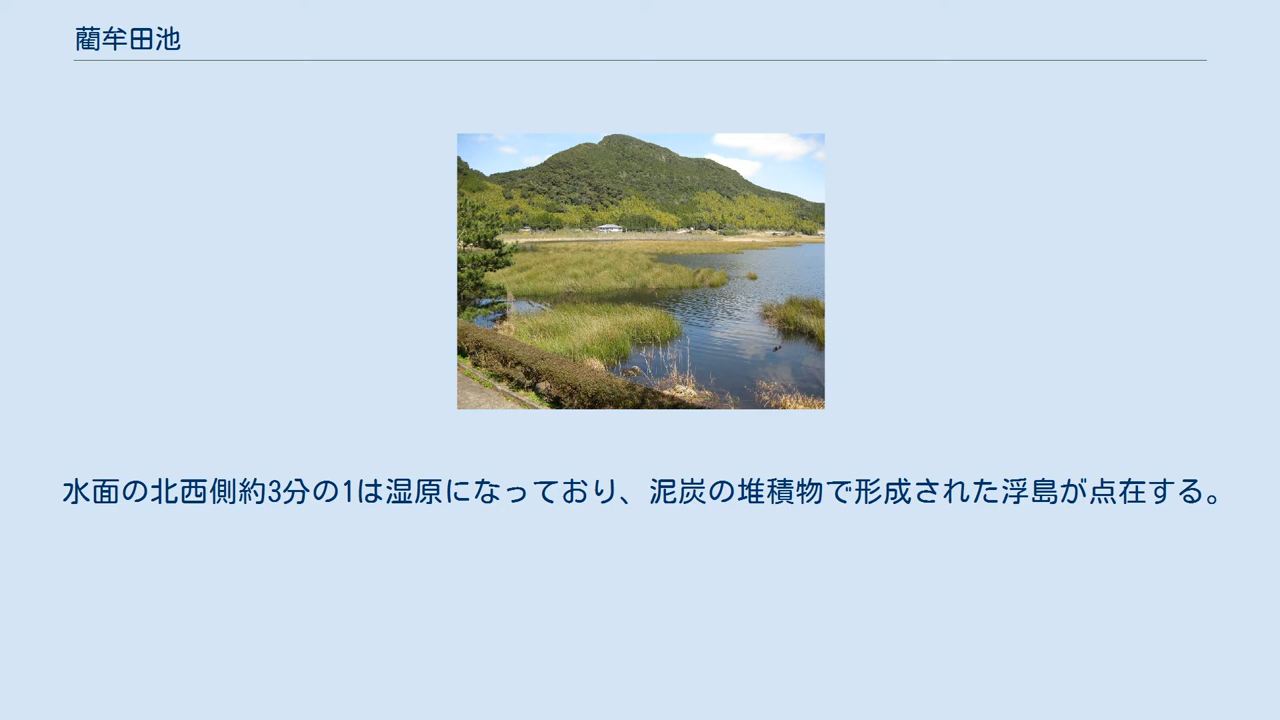 藺牟田池
水面の北西側約3分の1は湿原になっており、泥炭の堆積物で形成された浮島が点在する。